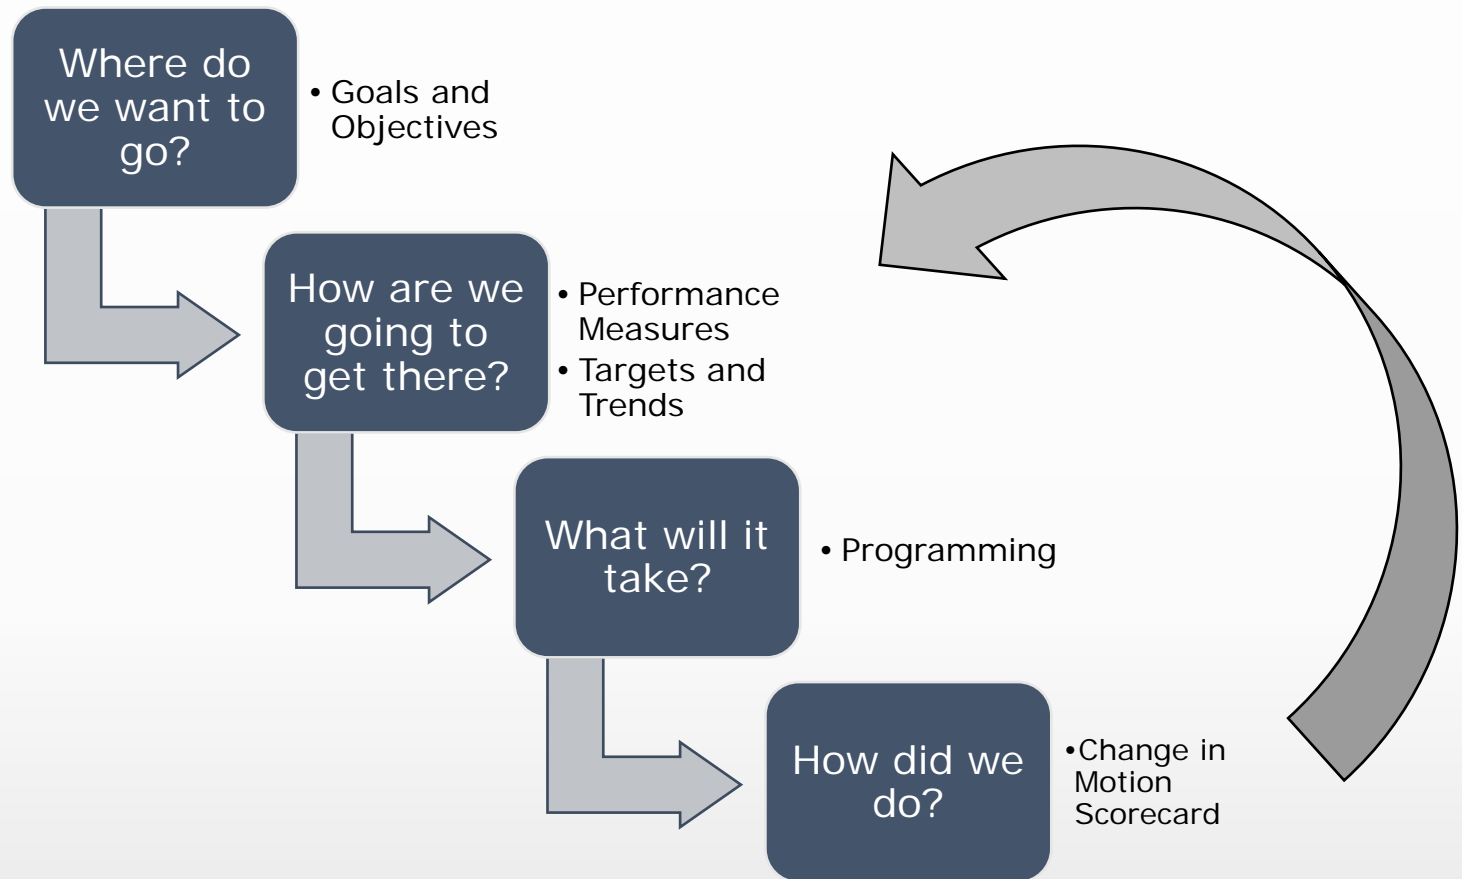 Where do
we want to
go?
• Goals and
Objectives
How are we
going to
get there?
• Performance
Measures
• Targets and
Trends
What will it
take?
• Programming
How did we
do?
•Change in
Motion
Scorecard